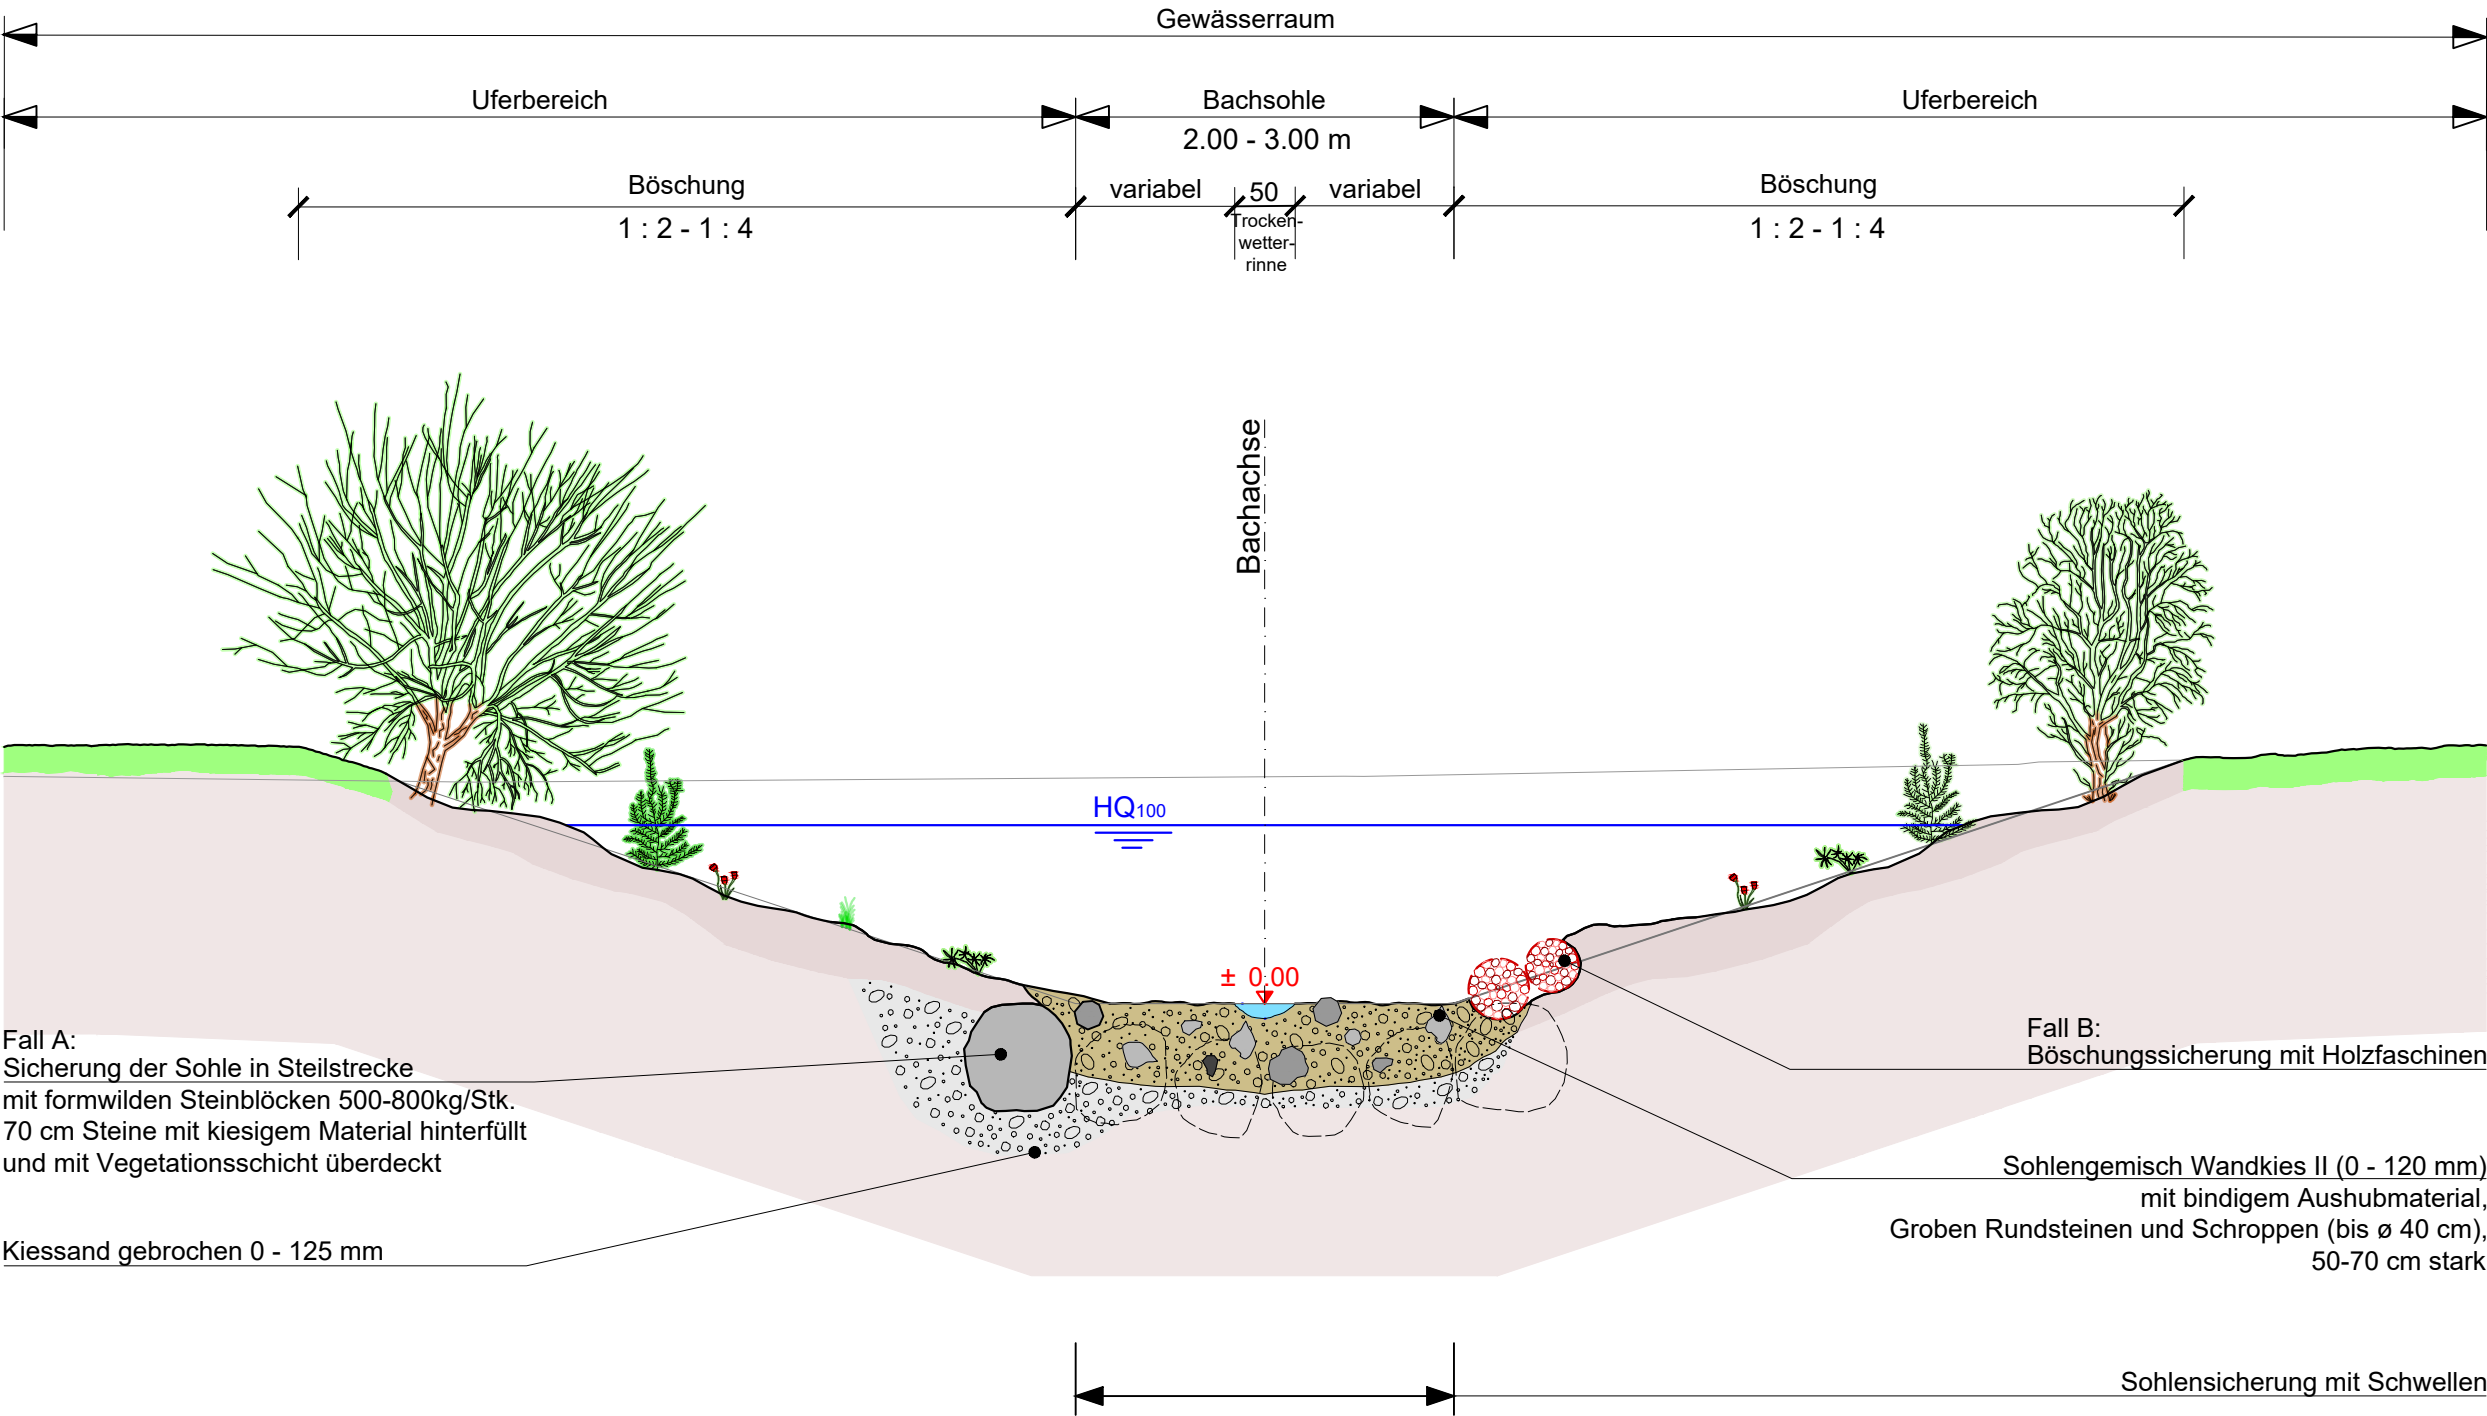 Gewässerraum
Uferbereich
Bachsohle
Uferbereich
2.00 - 3.00 m
Böschung
variabel
50
variabel
Böschung
1 : 2 - 1 : 4
Trocken-
wetter-
rinne
1 : 2 - 1 : 4
Bachachse
HQ100
± 0.00
Fall A:
Sicherung der Sohle in Steilstrecke
mit formwilden Steinblöcken 500-800kg/Stk.
70 cm Steine mit kiesigem Material hinterfüllt
und mit Vegetationsschicht überdeckt
Kiessand gebrochen 0 - 125 mm
Fall B:
Böschungssicherung mit Holzfaschinen
Sohlengemisch Wandkies II (0 - 120 mm)
mit bindigem Aushubmaterial,
Groben Rundsteinen und Schroppen (bis ø 40 cm),
50-70 cm stark
Sohlensicherung mit Schwellen